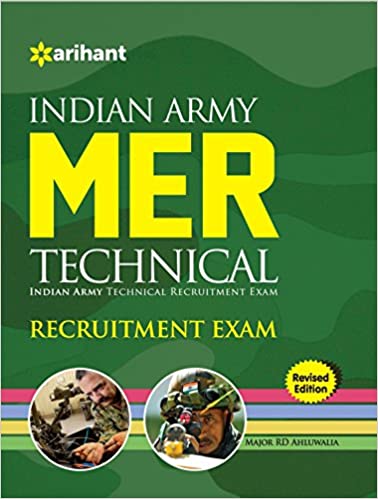 arihant
INDIAN ARMY
MER
TECHNICAL
INDIAN ARMY TECHNICAL RECRUITMENT EXAM
RECRUITMENT EXAM
Revised
Edition
MAJOR RD AHLUWALIA